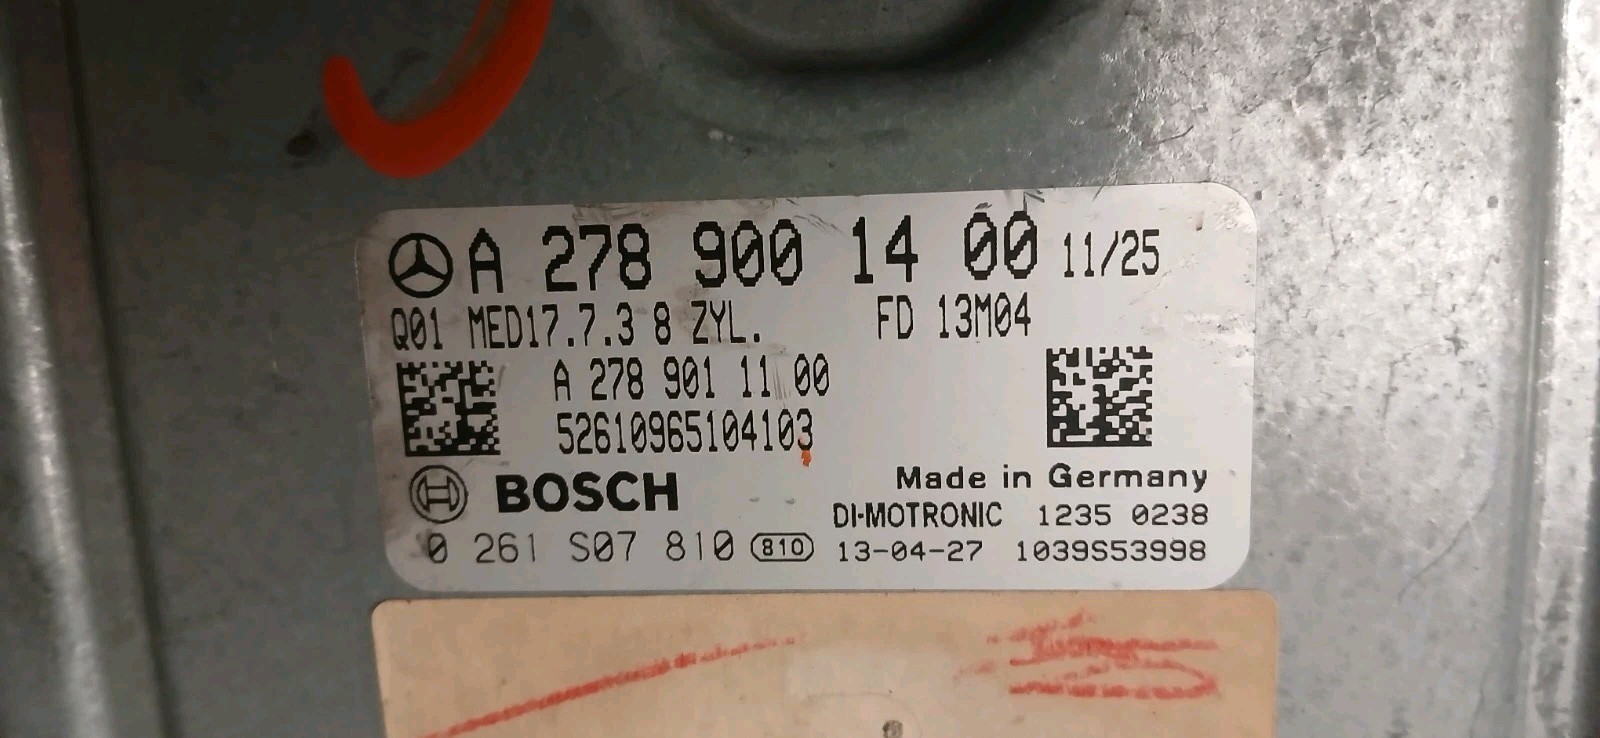 A 278 900 14 00 11/25
Q01 MED17.7.3 8 ZYL. FD 13M04
A 278 901 11 00
52610965104103
BOSCH Made in Germany
DI-MOTRONIC 1235 0238
0 261 S07 810 810 13-04-27 1039S53998